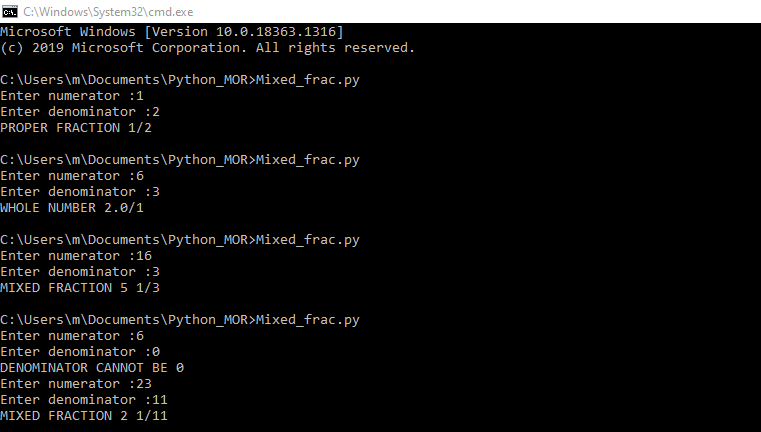 C:\Windows\System32\cmd.exe
Microsoft Windows [Version 10.0.18363.1316]
(c) 2019 Microsoft Corporation. All rights reserved.
C:\Users\m\Documents\Python_MOR>Mixed_frac.py
Enter numerator :1
Enter denominator :2
PROPER FRACTION 1/2
C:\Users\m\Documents\Python_MOR>Mixed_frac.py
Enter numerator :6
Enter denominator :3
WHOLE NUMBER 2.0/1
C:\Users\m\Documents\Python_MOR>Mixed_frac.py
Enter numerator :16
Enter denominator :3
MIXED FRACTION 5 1/3
C:\Users\m\Documents\Python_MOR>Mixed_frac.py
Enter numerator :6
Enter denominator :0
DENOMINATOR CANNOT BE 0
Enter numerator :23
Enter denominator :11
MIXED FRACTION 2 1/11